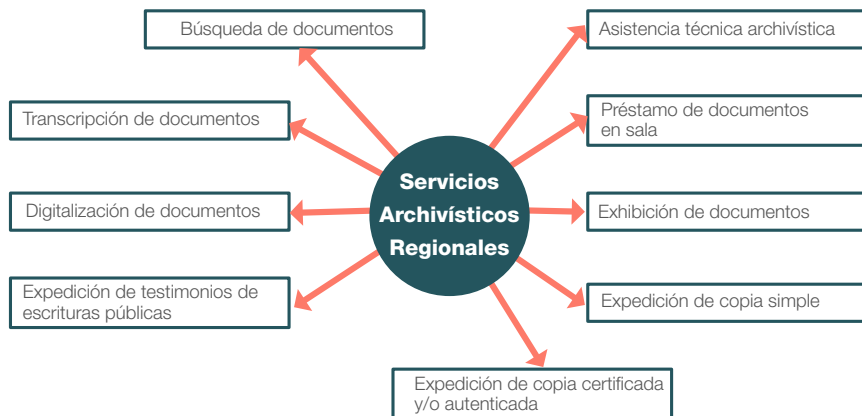 Búsqueda de documentos
Asistencia técnica archivística
Transcripción de documentos
Préstamo de documentos
en sala
Servicios
Archivísticos
Regionales
Digitalización de documentos
Exhibición de documentos
Expedición de testimonios de
escrituras públicas
Expedición de copia simple
Expedición de copia certificada
y/o autenticada